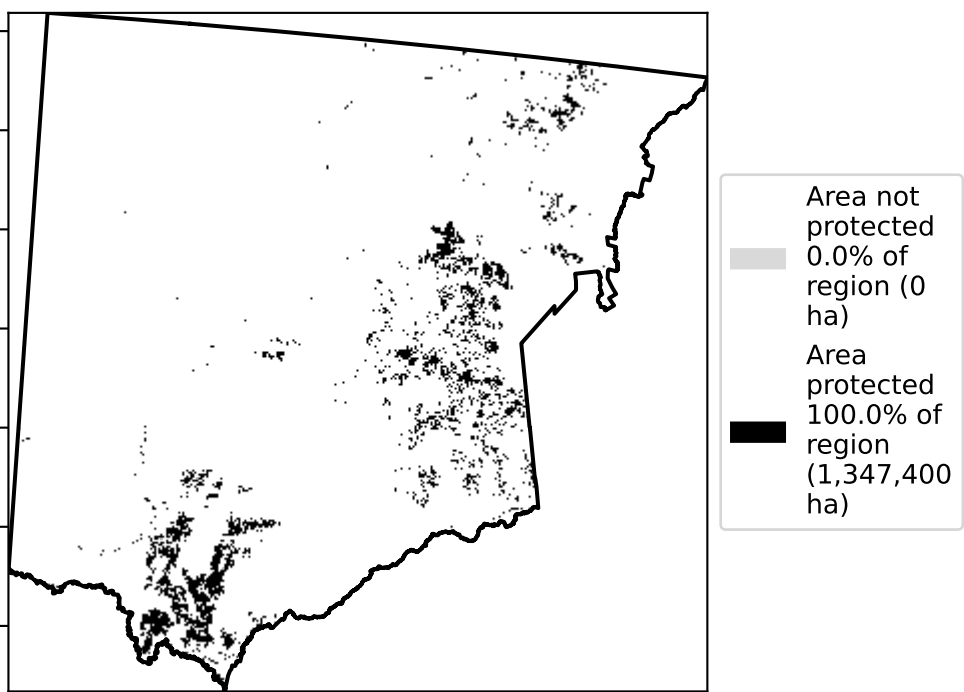 Area not
protected
0.0% of
region (0
ha)
Area
protected
100.0% of
region
(1,347,400
ha)